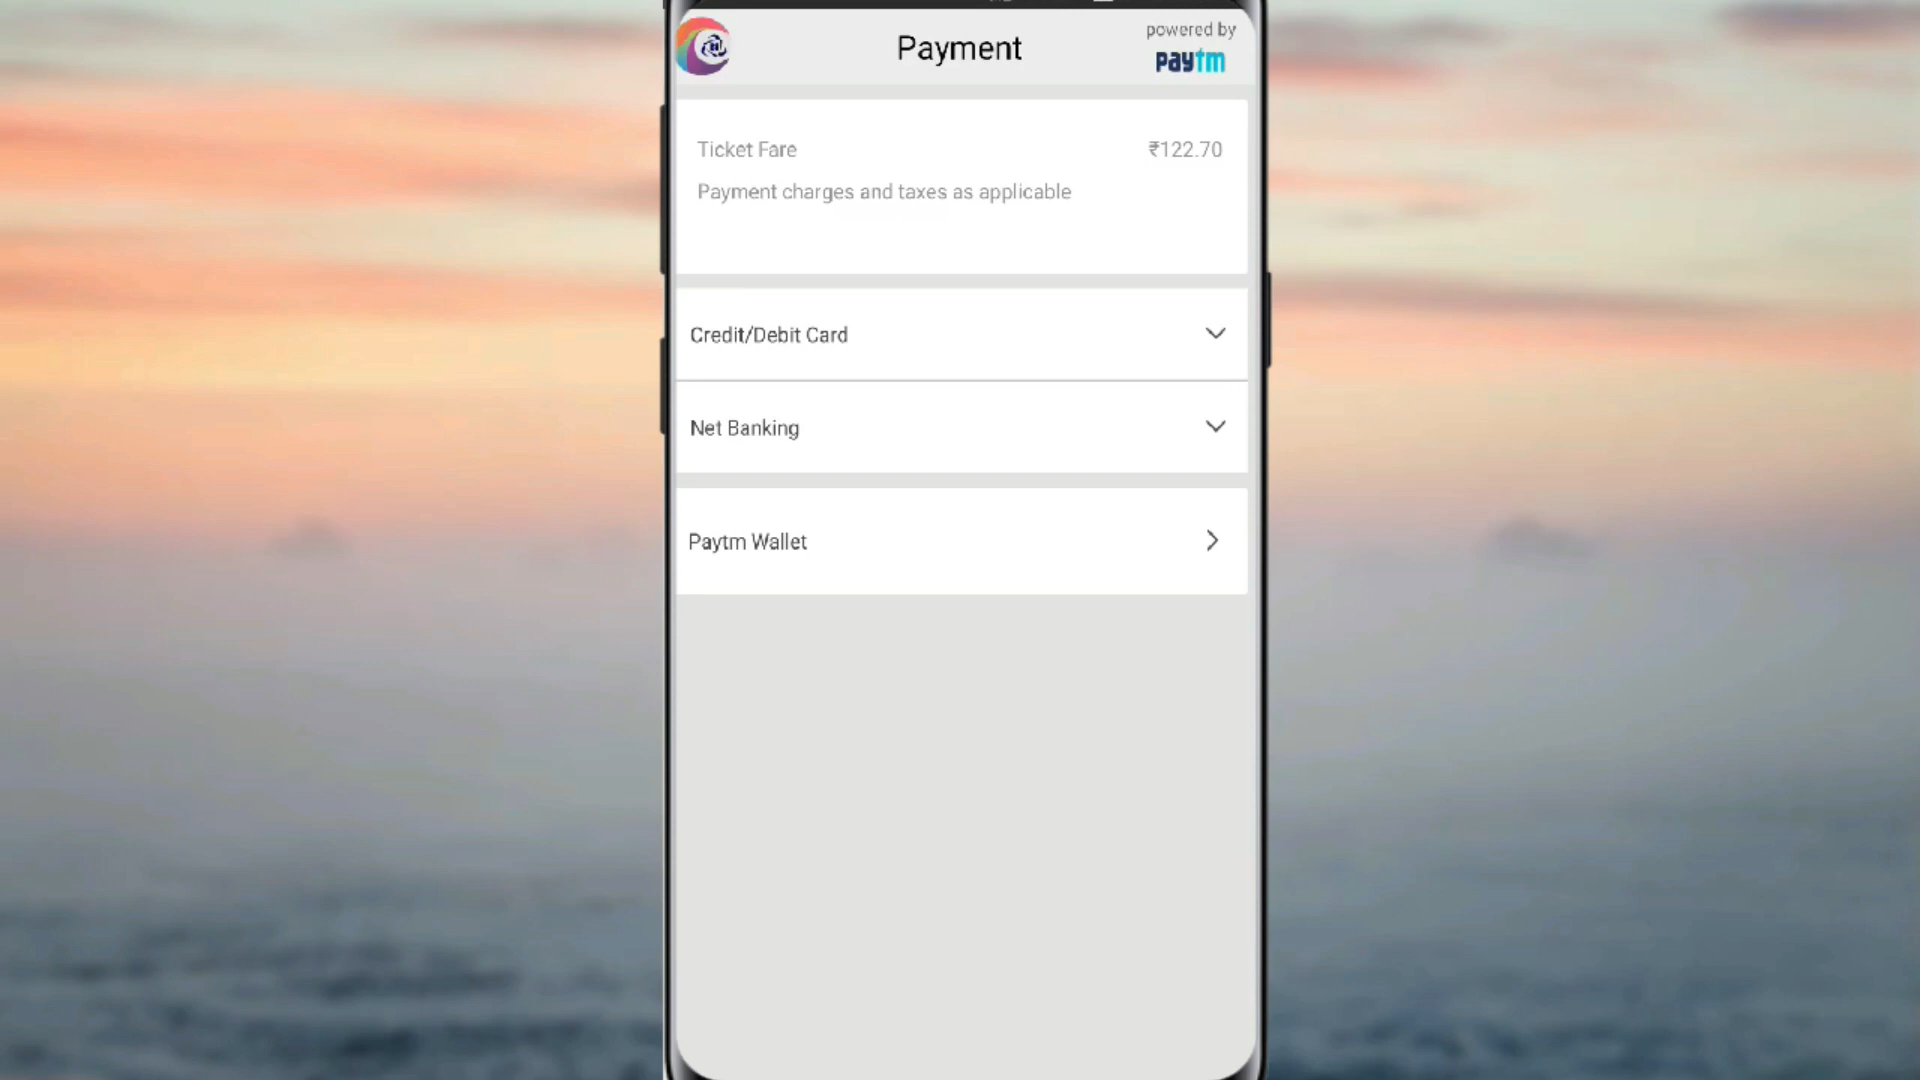 Payment
powered by
paytm
Ticket Fare
₹122.70
Payment charges and taxes as applicable
Credit/Debit Card
Net Banking
Paytm Wallet